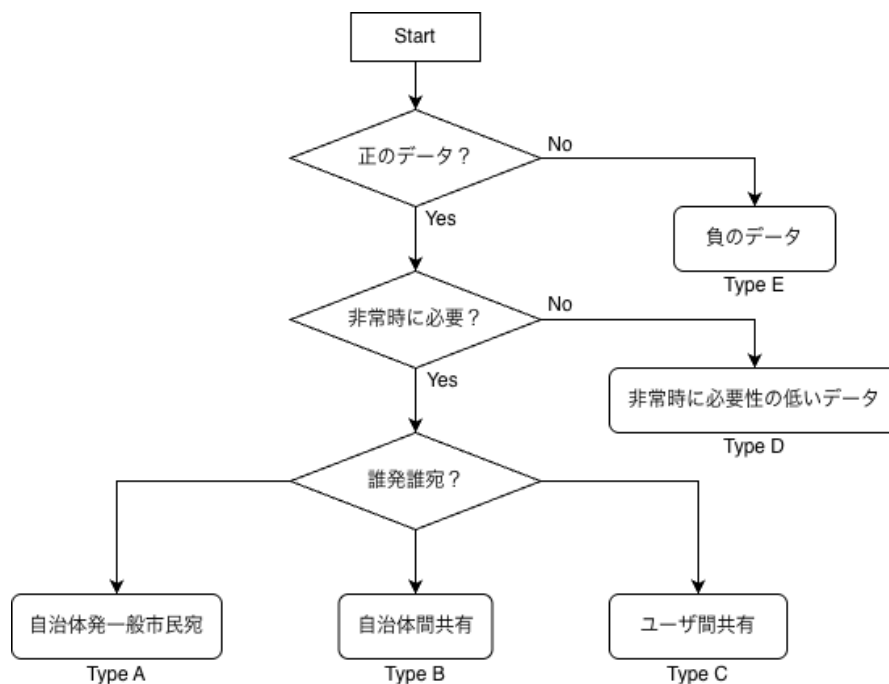 Start
正のデータ？
No
Yes
負のデータ
Type E
非常時に必要？
No
Yes
非常時に必要性の低いデータ
Type D
誰発誰宛？
自治体発一般市民宛
自治体間共有
ユーザ間共有
Type A
Type B
Type C